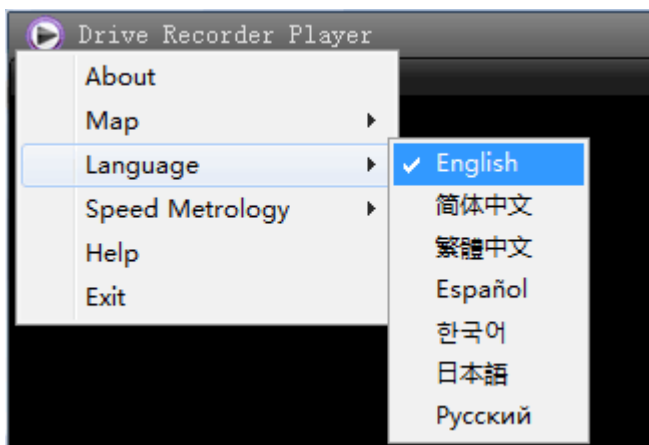 Drive Recorder Player
About
Map
Language
Speed Metrology
Help
Exit
English
简体中文
繁體中文
Español
한국어
日本語
Русский